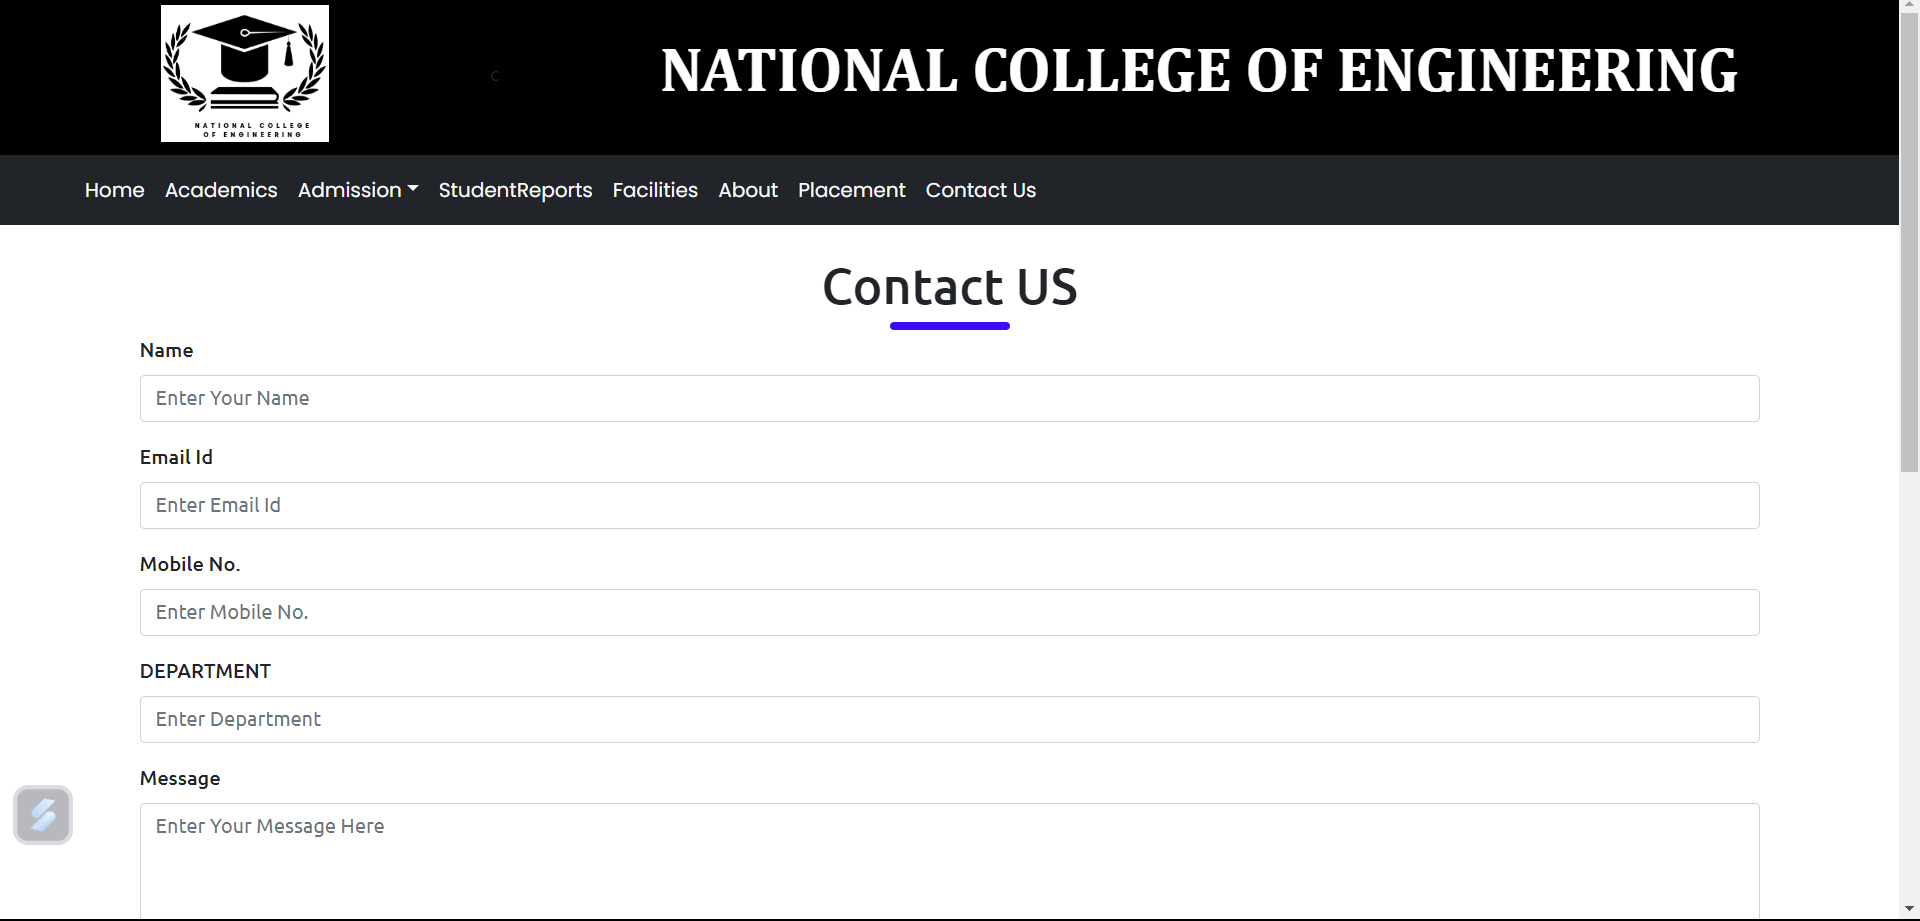 NATIONAL COLLEGE
OF ENGINEERING
c
NATIONAL COLLEGE OF ENGINEERING
Home Academics Admission StudentReports Facilities About Placement Contact Us
Contact US
Name
Enter Your Name
Email Id
Enter Email Id
Mobile No.
Enter Mobile No.
DEPARTMENT
Enter Department
Message
Enter Your Message Here